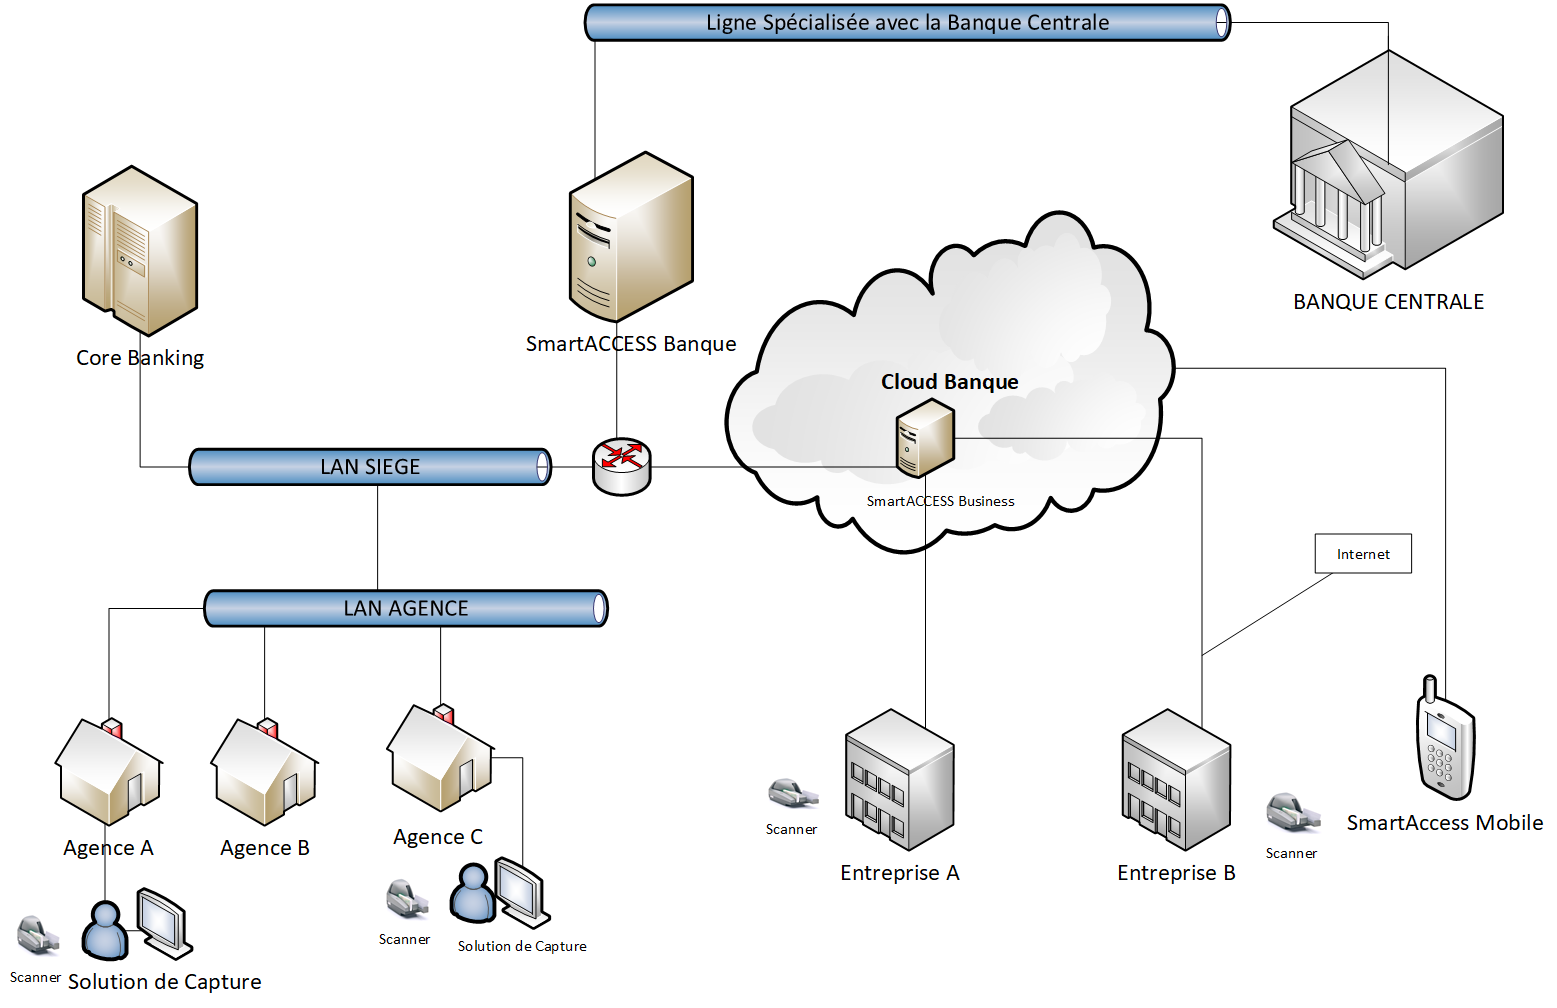 Ligne Spécialisée avec la Banque Centrale
BANQUE CENTRALE
Core Banking
SmartACCESS Banque
Cloud Banque
SmartACCESS Business
LAN SIEGE
Internet
LAN AGENCE
Agence A
Agence B
Agence C
Scanner
Entreprise A
Entreprise B
Scanner
SmartAccess Mobile
Scanner
Solution de Capture
Scanner
Solution de Capture